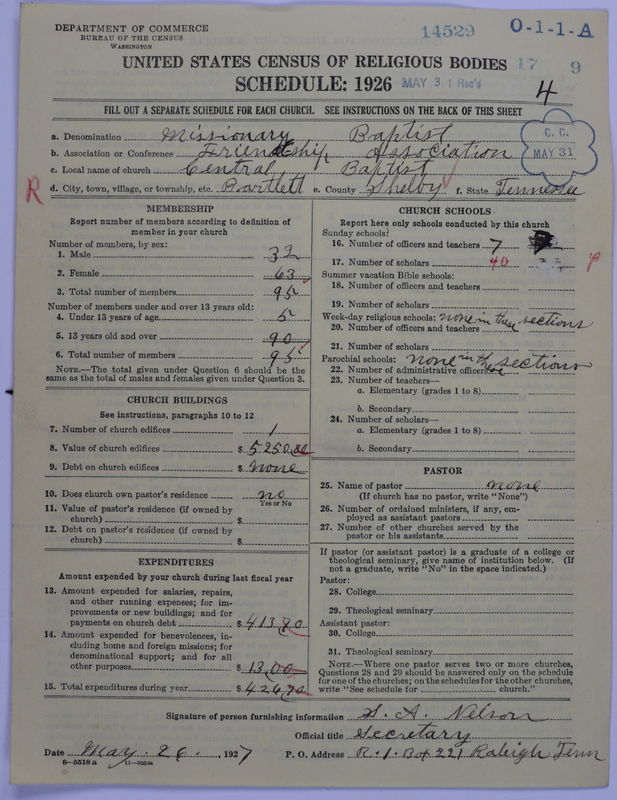 DEPARTMENT OF COMMERCE
BUREAU OF THE CENSUS
WASHINGTON
14529
O-1-1-A
UNITED STATES CENSUS OF RELIGIOUS BODIES
17 9
SCHEDULE: 1926
MAY 31 Rec'd
4
FILL OUT A SEPARATE SCHEDULE FOR EACH CHURCH. SEE INSTRUCTIONS ON THE BACK OF THIS SHEET
C. C.
MAY 31
a. Denomination Missionary Baptist
b. Association or Conference Friendship Association
c. Local name of church Central Baptist
R
d. City, town, village, or township, etc. Bartlett e. County Shelby f. State Tennessee
MEMBERSHIP
Report number of members according to definition of member in your church
Number of members, by sex:
1. Male 32
2. Female 63
3. Total number of members 95
Number of members under and over 13 years old:
4. Under 13 years of age 5
5. 13 years old and over 90
6. Total number of members 95
NOTE.—The total given under Question 6 should be the same as the total of males and females given under Question 3.
CHURCH BUILDINGS
See instructions, paragraphs 10 to 12
7. Number of church edifices 1
8. Value of church edifices $ 5250.00
9. Debt on church edifices $ none
10. Does church own pastor's residence no
Yes or No
11. Value of pastor's residence (if owned by church) $
12. Debt on pastor's residence (if owned by church) $
EXPENDITURES
Amount expended by your church during last fiscal year
13. Amount expended for salaries, repairs, and other running expenses; for improvements or new buildings; and for payments on church debt $ 413.70
14. Amount expended for benevolences, including home and foreign missions; for denominational support; and for all other purposes $ 13.00
15. Total expenditures during year $ 426.70
CHURCH SCHOOLS
Report here only schools conducted by this church
Sunday schools:
16. Number of officers and teachers 7
17. Number of scholars 40
Summer vacation Bible schools:
18. Number of officers and teachers
19. Number of scholars
Week-day religious schools: none in the sections
20. Number of officers and teachers
21. Number of scholars
Parochial schools: none in the sections
22. Number of administrative officers
23. Number of teachers—
a. Elementary (grades 1 to 8)
b. Secondary
24. Number of scholars—
a. Elementary (grades 1 to 8)
b. Secondary
PASTOR
25. Name of pastor none
(If church has no pastor, write "None")
26. Number of ordained ministers, if any, employed as assistant pastors
27. Number of other churches served by the pastor or his assistants
If pastor (or assistant pastor) is a graduate of a college or theological seminary, give name of institution below. (If not a graduate, write "No" in the space indicated.)
Pastor:
28. College
29. Theological seminary
Assistant pastor:
30. College
31. Theological seminary
NOTE.—Where one pastor serves two or more churches, Questions 28 and 29 should be answered only on the schedule for one of the churches; on the schedules for the other churches, write "See schedule for church."
Signature of person furnishing information S. A. Nelson
Official title Secretary
Date May. 26., 1927 P. O. Address R. 1. Box 221 Raleigh Tenn
8—5518 a 11—9054a